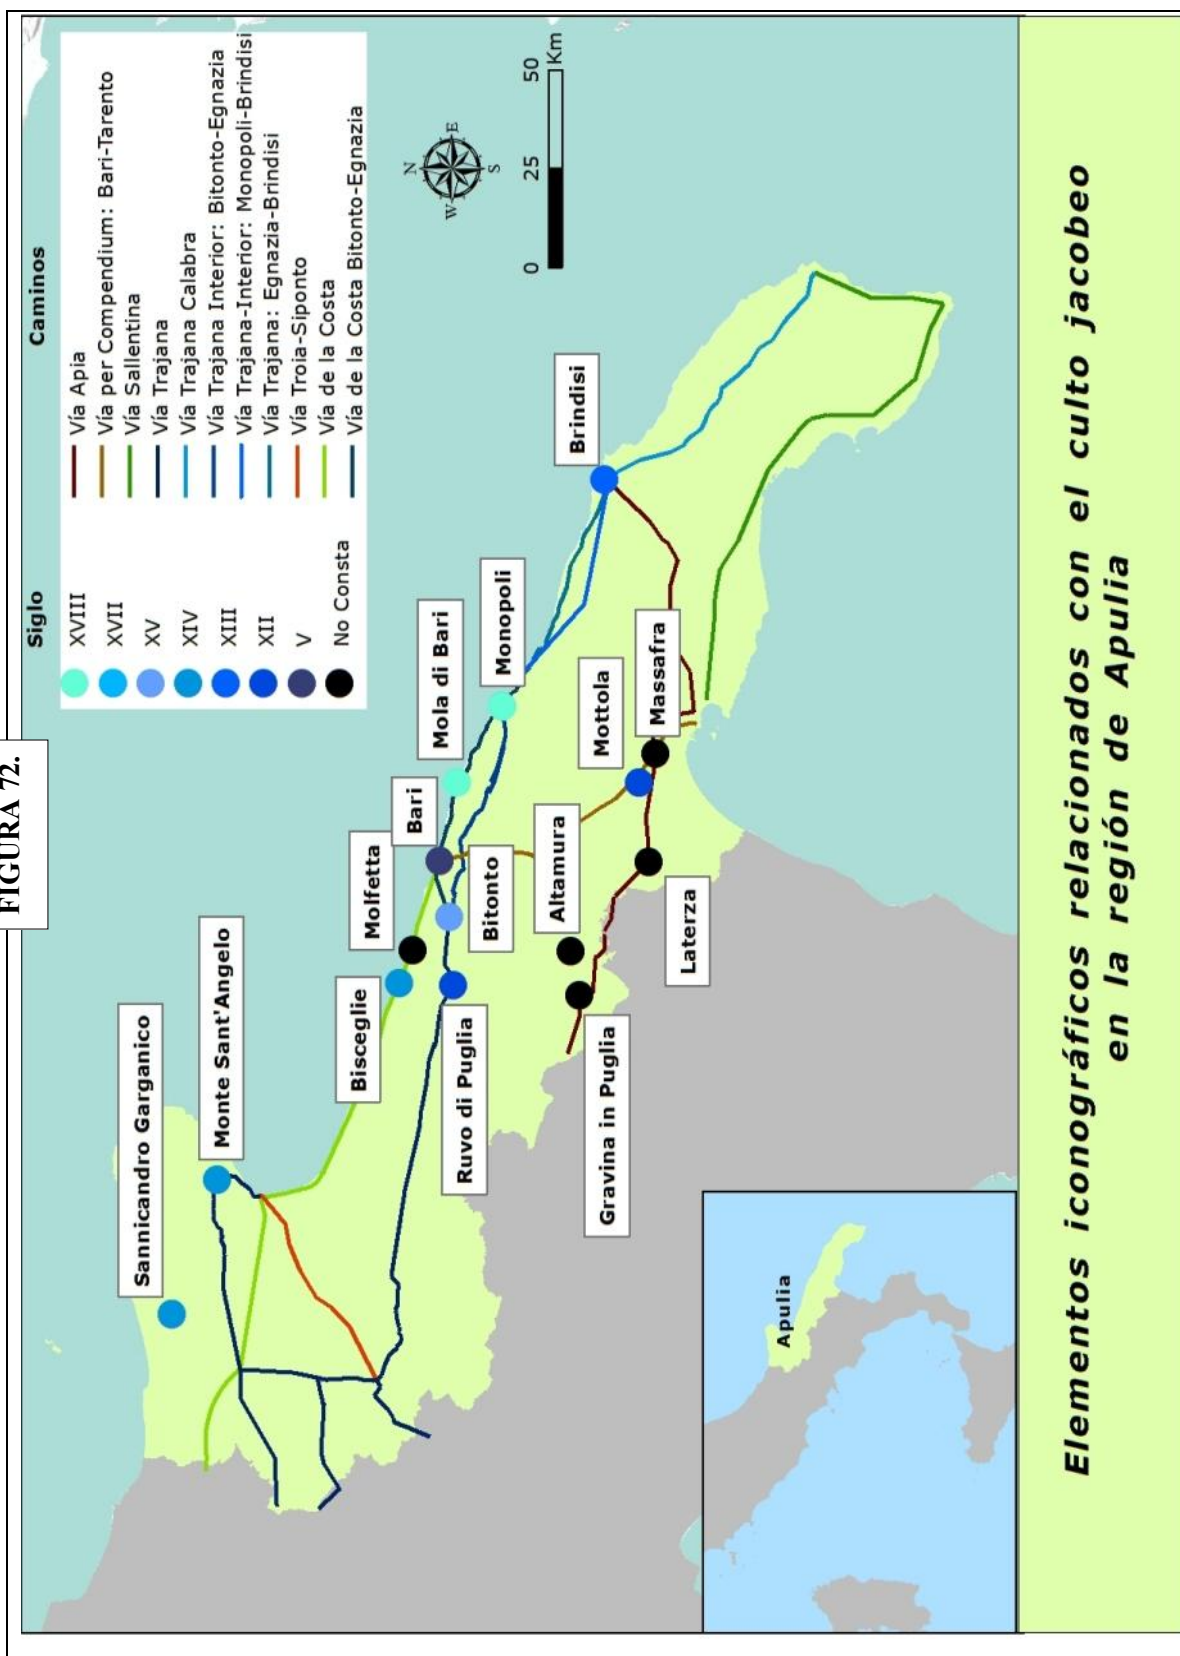 FIGURA 72.
Siglo
XVIII
XVII
XV
XIV
XIII
XII
V
No Consta
Caminos
Vía Apia
Vía per Compendium: Bari-Tarento
Vía Sallentina
Vía Trajana
Vía Trajana Calabra
Vía Trajana Interior: Bitonto-Egnazia
Vía Trajana-Interior: Monopoli-Brindisi
Vía Trajana: Egnazia-Brindisi
Vía Troia-Siponto
Vía de la Costa
Vía de la Costa Bitonto-Egnazia
N
W
E
S
0
25
50
Km
Sannicandro Garganico
Monte Sant'Angelo
Bisceglie
Molfetta
Bari
Mola di Bari
Monopoli
Brindisi
Ruvo di Puglia
Bitonto
Altamura
Mottola
Massafra
Gravina in Puglia
Laterza
Apulia
Elementos iconográficos relacionados con el culto jacobeo
en la región de Apulia